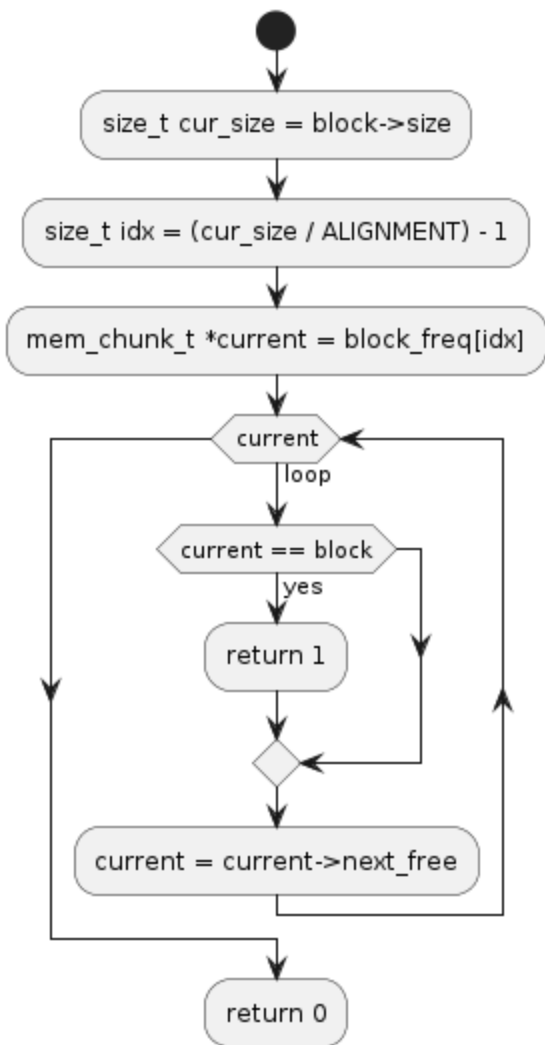 size_t cur_size = block->size
size_t idx = (cur_size / ALIGNMENT) - 1
mem_chunk_t *current = block_freq[idx]
current
loop
current == block
yes
return 1
current = current->next_free
return 0